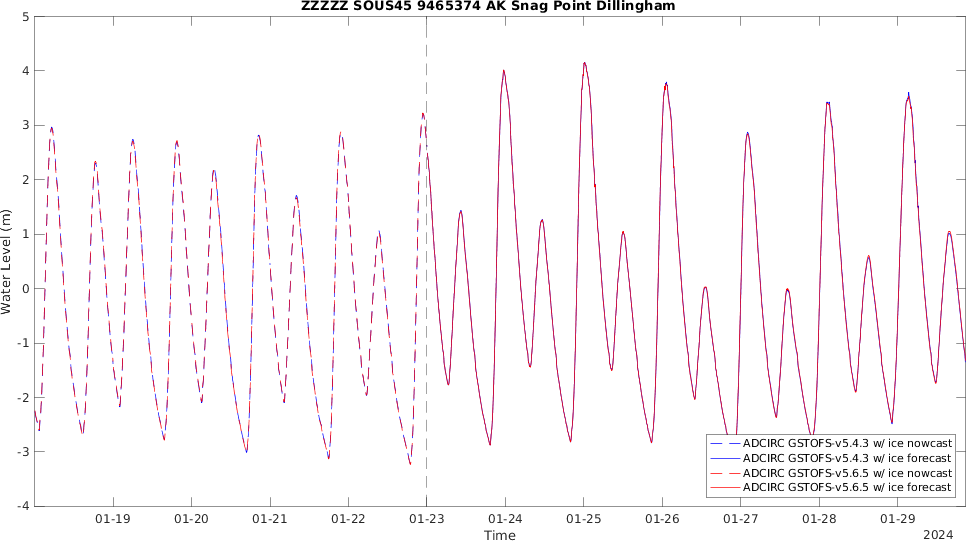 ZZZZZ SOUS45 9465374 AK Snag Point Dillingham
Water Level (m)
5
4
3
2
1
0
-1
-2
-3
-4
ADCIRC GSTOFS-v5.4.3 w/ ice nowcast
ADCIRC GSTOFS-v5.4.3 w/ ice forecast
ADCIRC GSTOFS-v5.6.5 w/ ice nowcast
ADCIRC GSTOFS-v5.6.5 w/ ice forecast
01-19 01-20 01-21 01-22 01-23 01-24 01-25 01-26 01-27 01-28 01-29
Time
2024